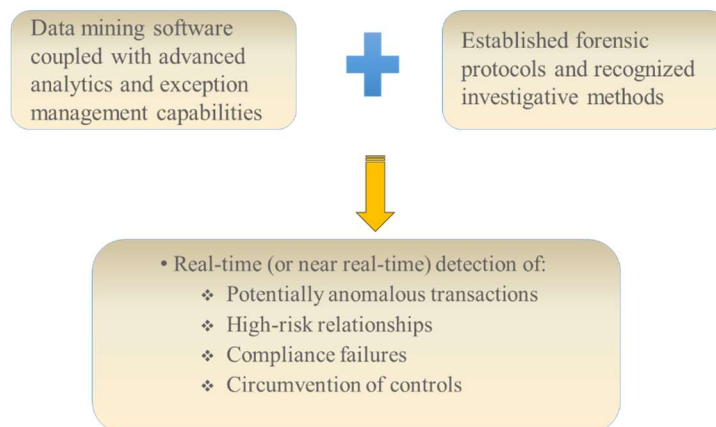 Data mining software
coupled with advanced
analytics and exception
management capabilities
Established forensic
protocols and recognized
investigative methods
• Real-time (or near real-time) detection of:
❖ Potentially anomalous transactions
❖ High-risk relationships
❖ Compliance failures
❖ Circumvention of controls